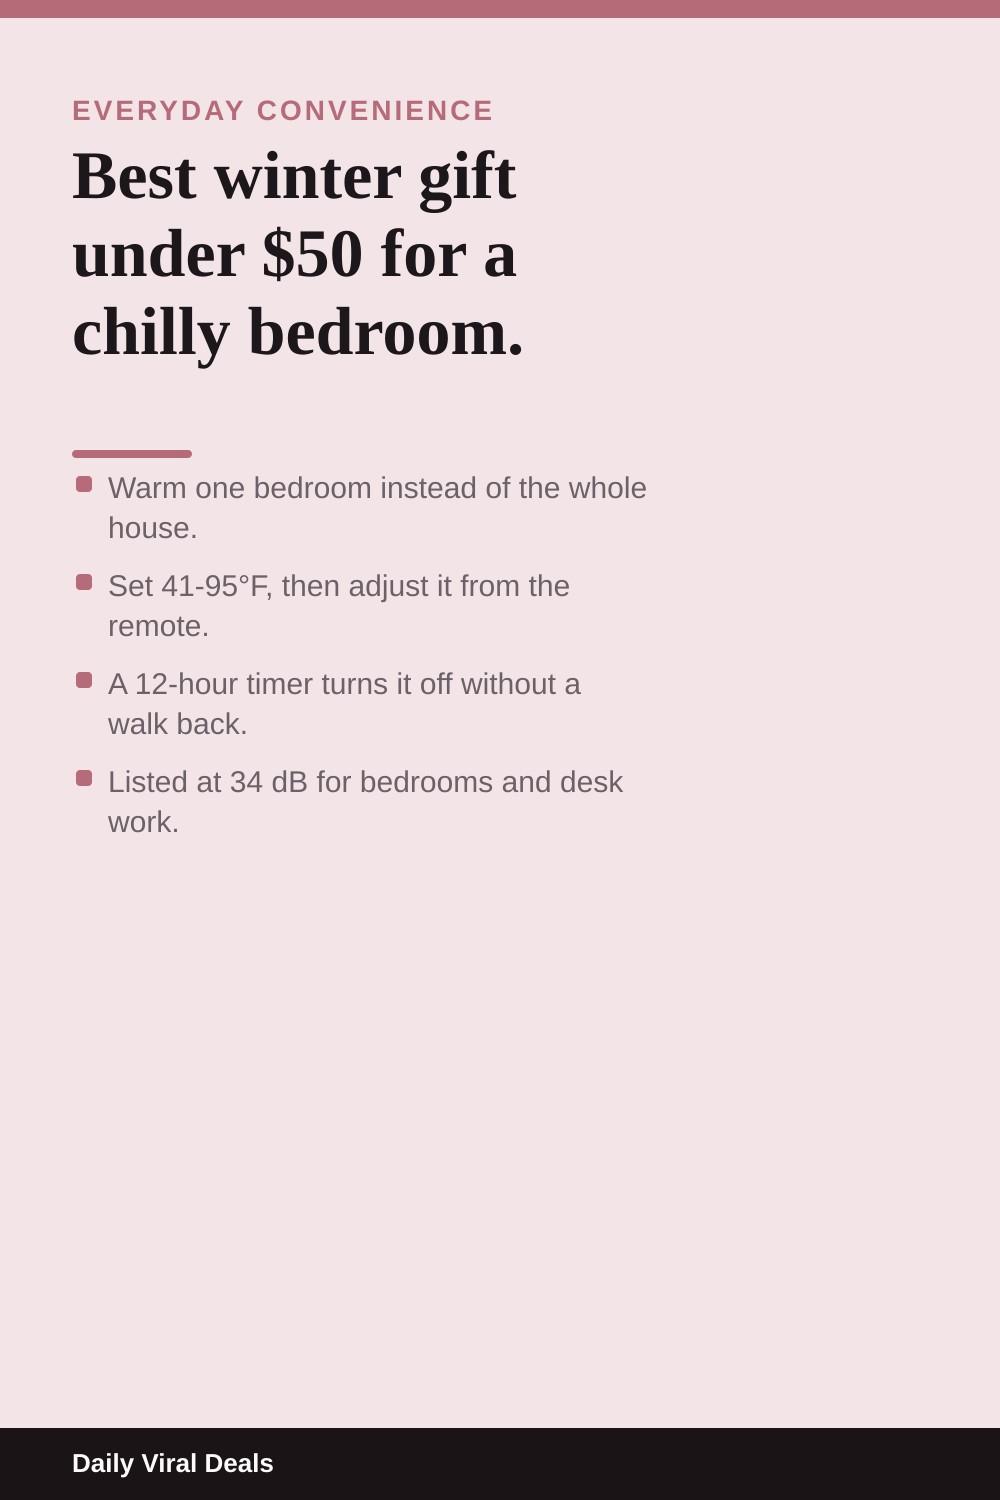 EVERYDAY CONVENIENCE
Best winter gift
under $50 for a
chilly bedroom.
Warm one bedroom instead of the whole
house.
Set 41-95°F, then adjust it from the
remote.
A 12-hour timer turns it off without a
walk back.
Listed at 34 dB for bedrooms and desk
work.
Daily Viral Deals